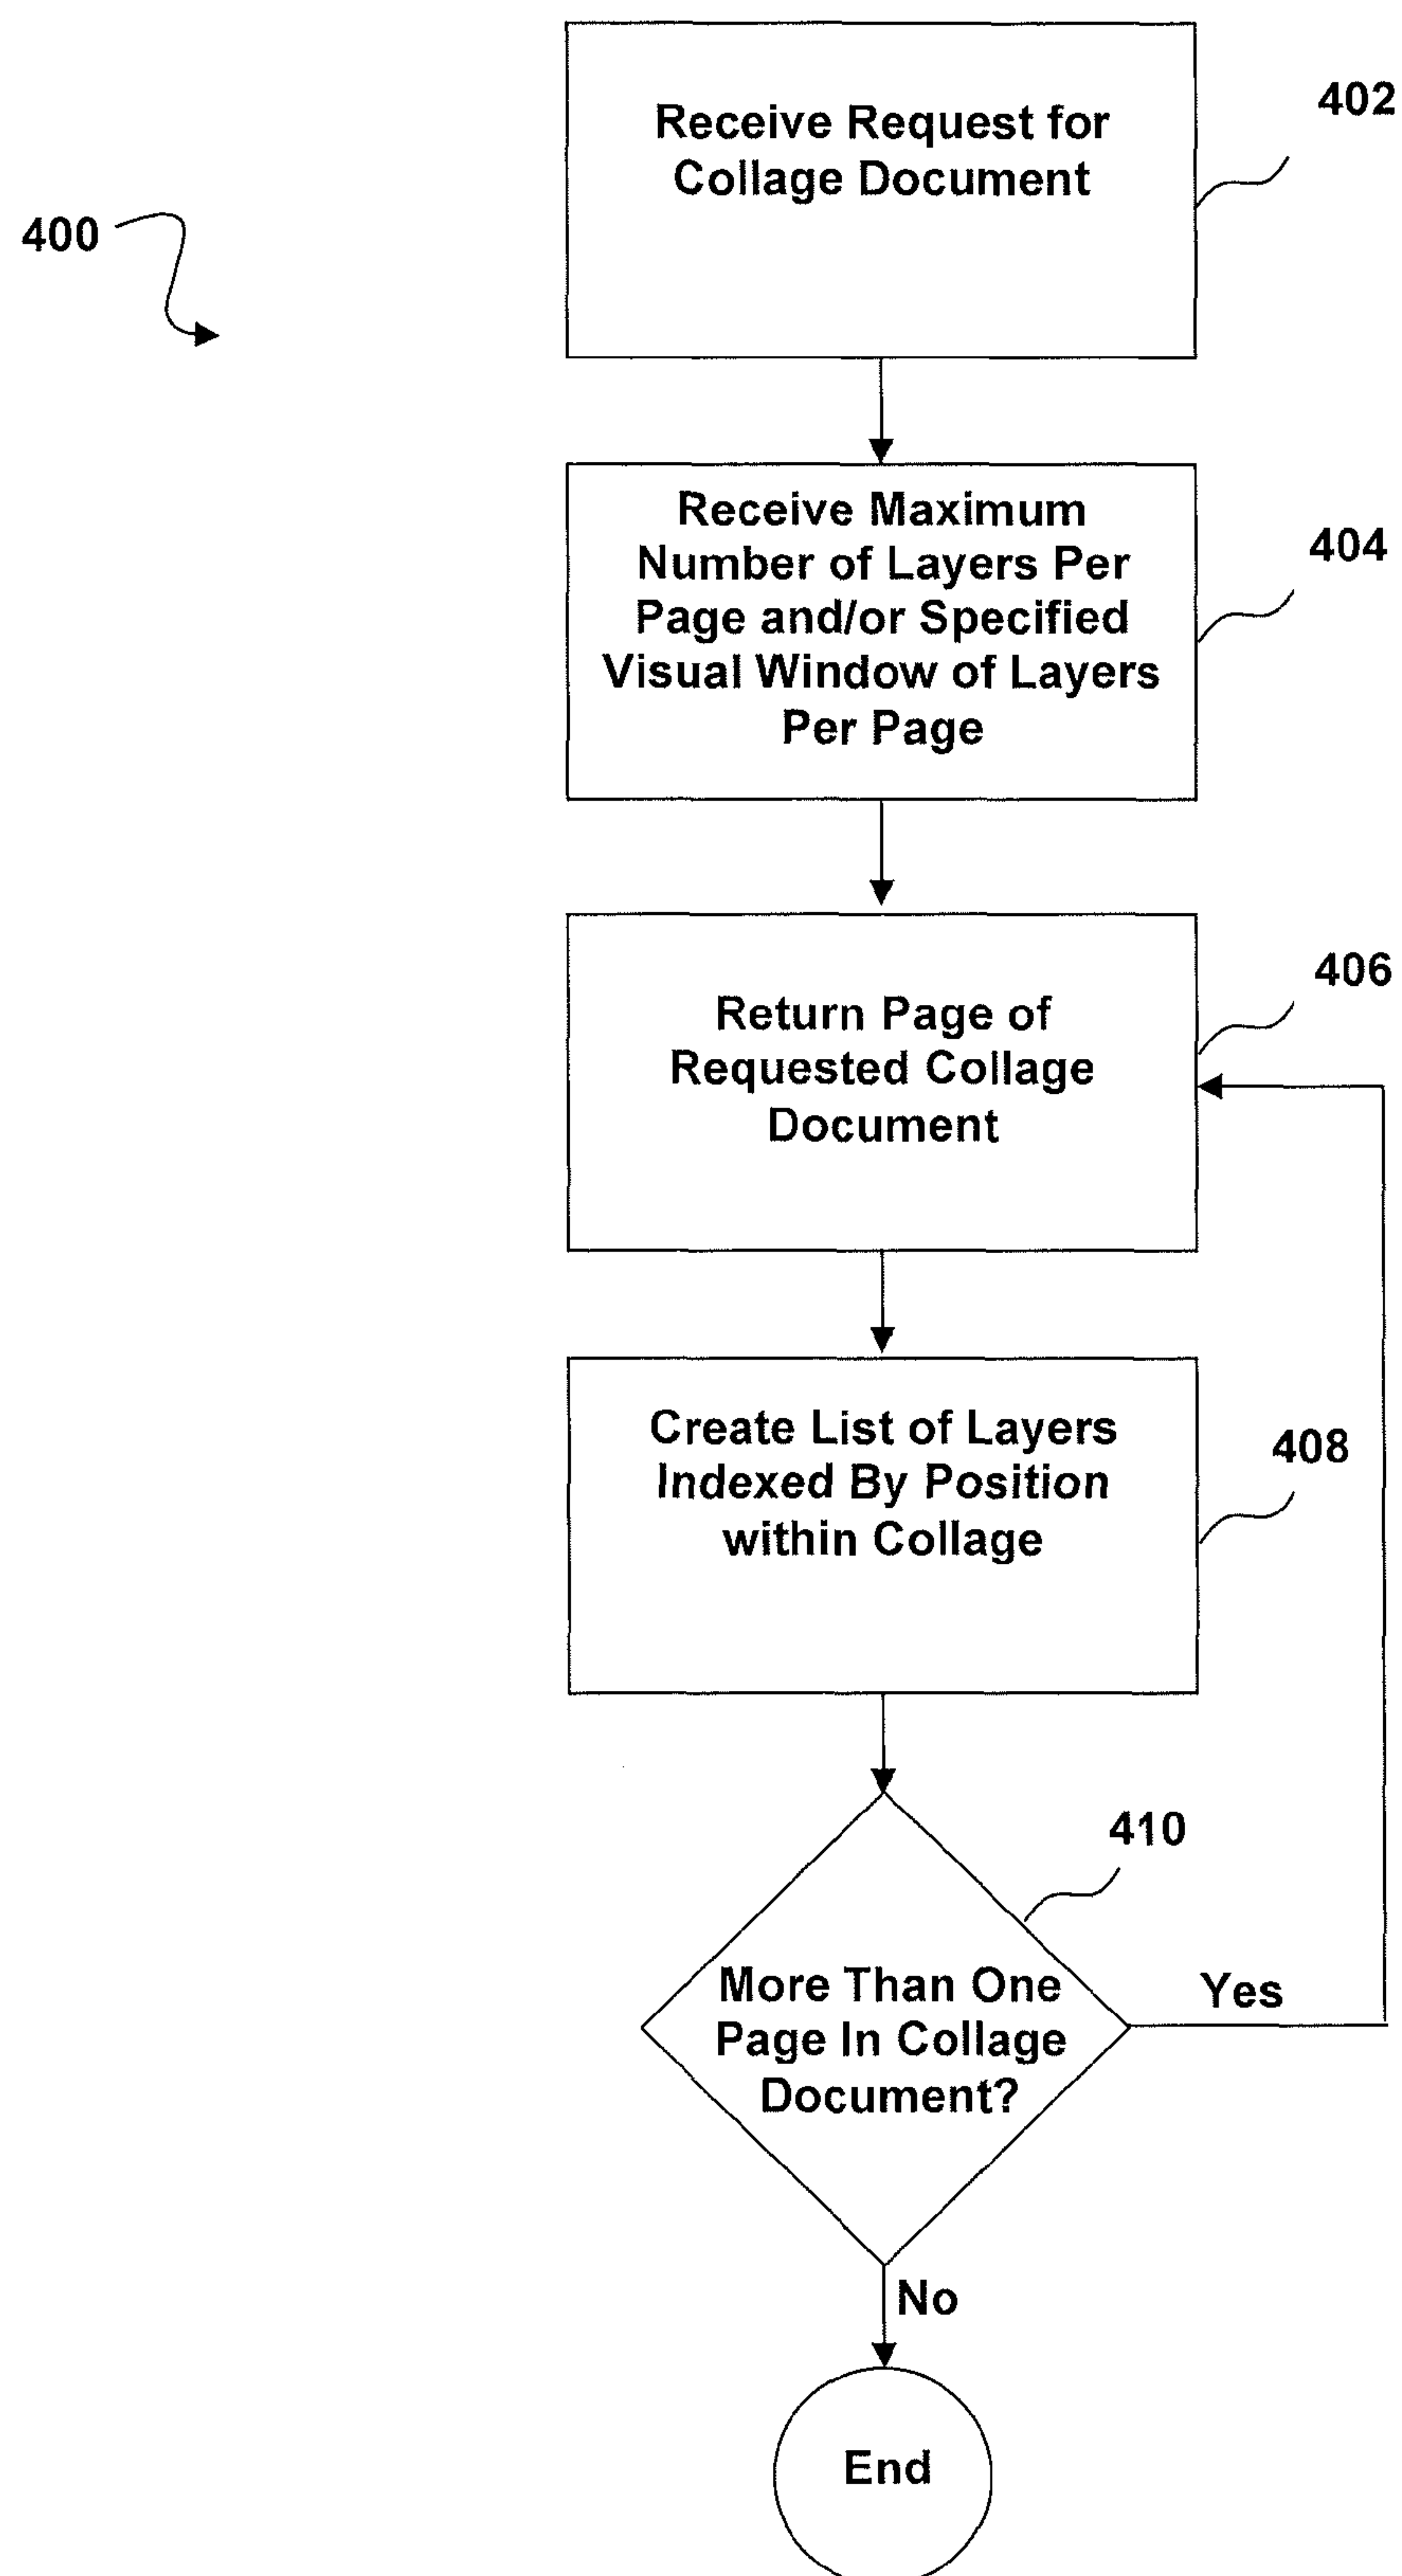 Receive Request for
Collage Document
402
400
Receive Maximum
Number of Layers Per
Page and/or Specified
Visual Window of Layers
Per Page
404
Return Page of
Requested Collage
Document
406
Create List of Layers
Indexed By Position
within Collage
408
410
More Than One
Page In Collage
Document?
Yes
No
End